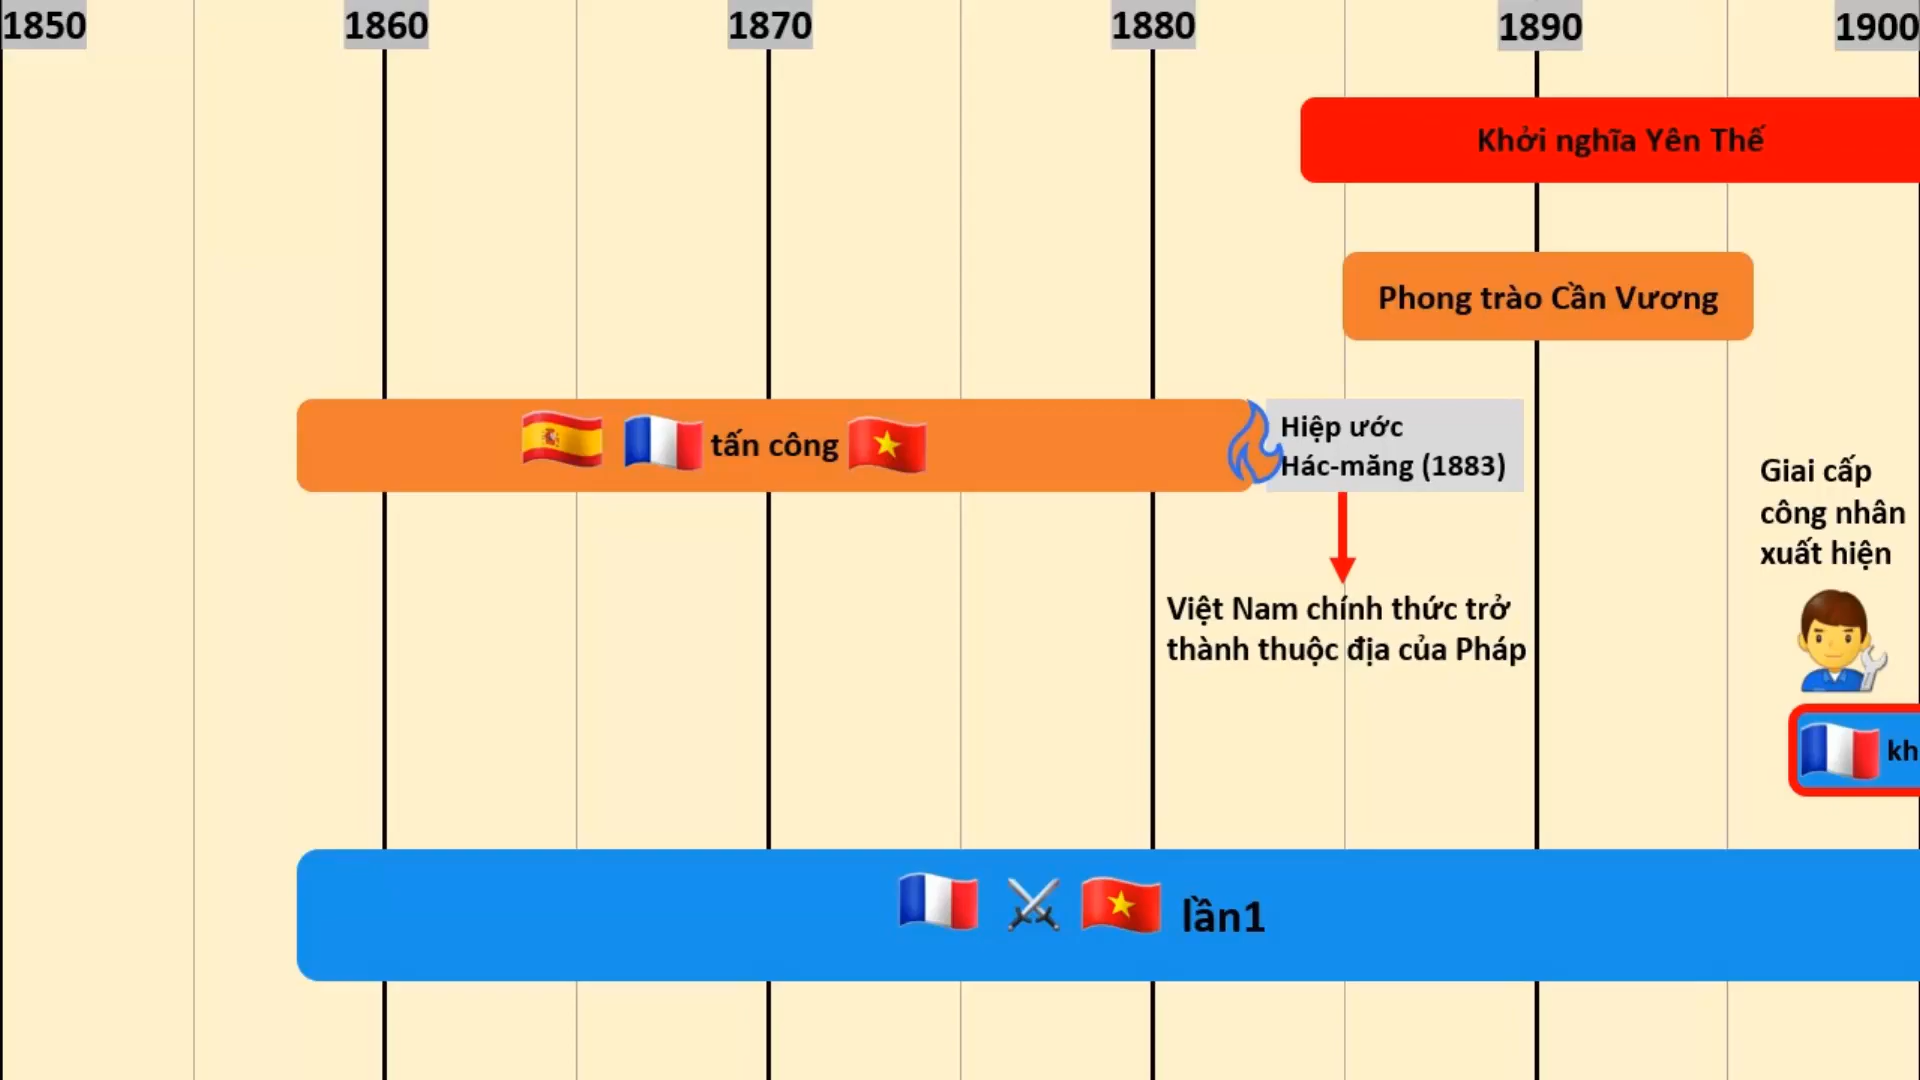 1850 1860 1870 1880 1890 1900
Khởi nghĩa Yên Thế
Phong trào Cần Vương
tấn công
Hiệp ước
Hác-măng (1883)
Việt Nam chính thức trở
thành thuộc địa của Pháp
Giai cấp
công nhân
xuất hiện
kh
lần1